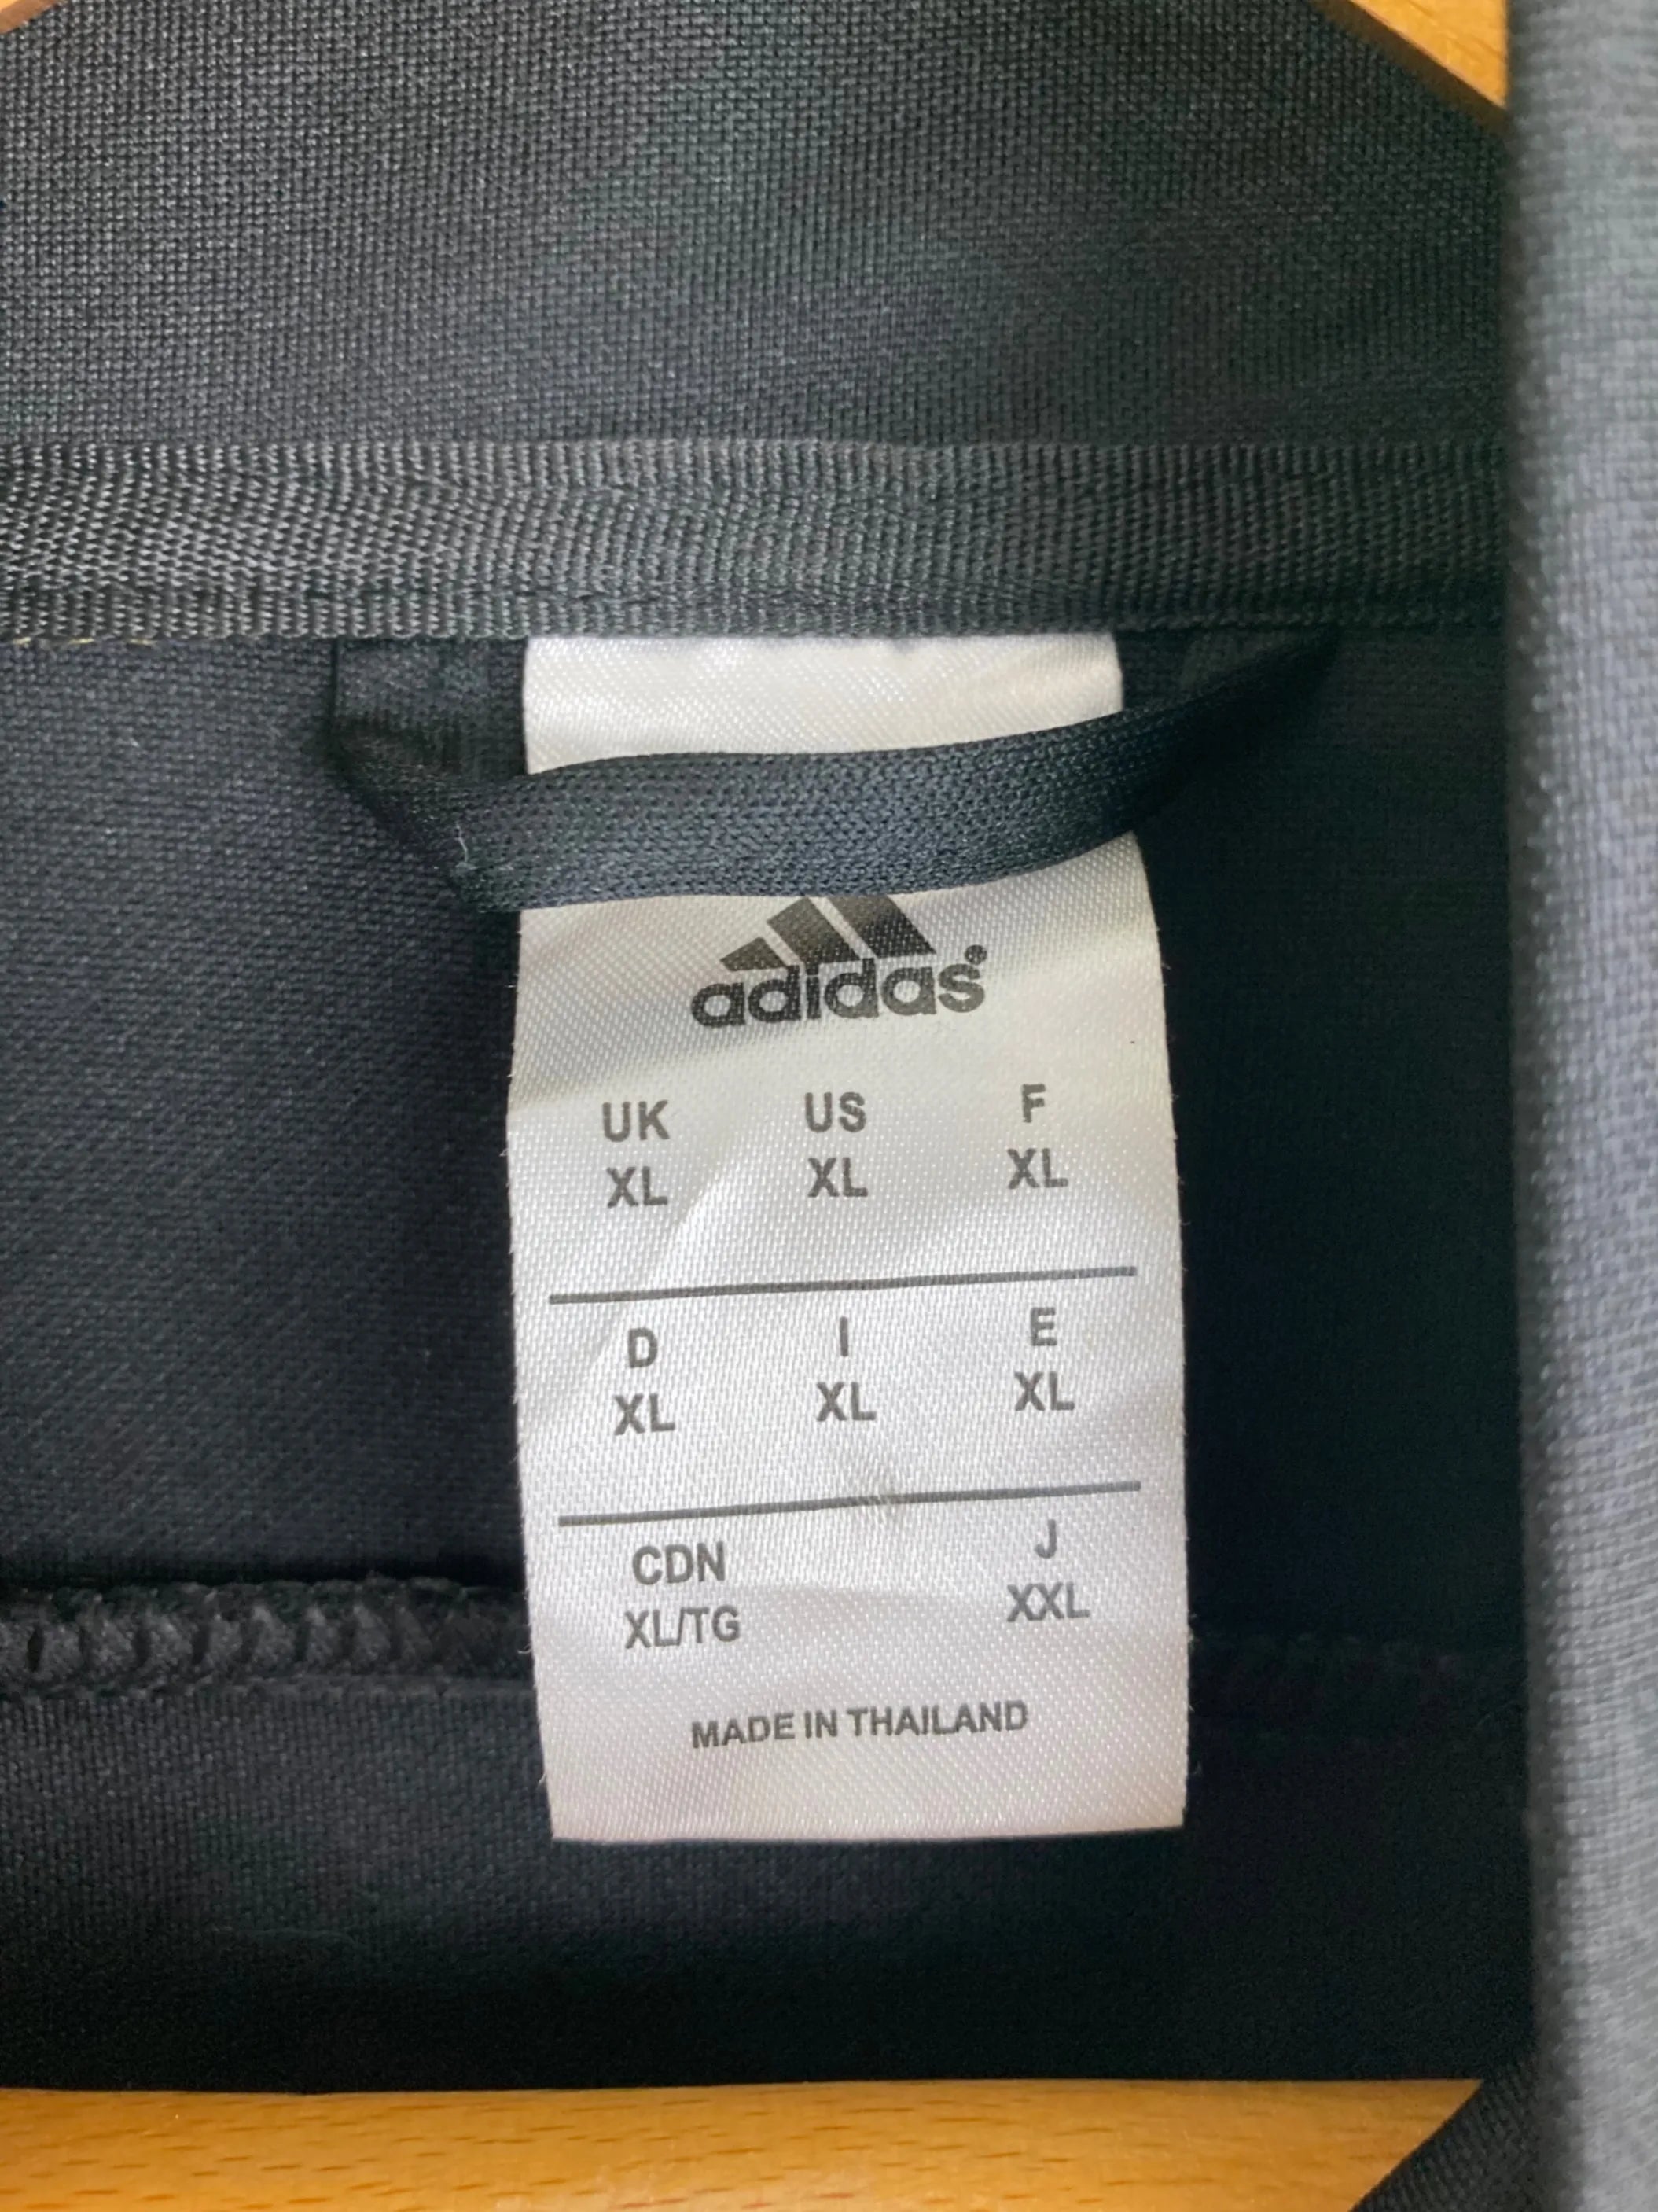 adidas®
UK US F
XL XL XL
D I E
XL XL XL
CDN J
XL/TG XXL
MADE IN THAILAND